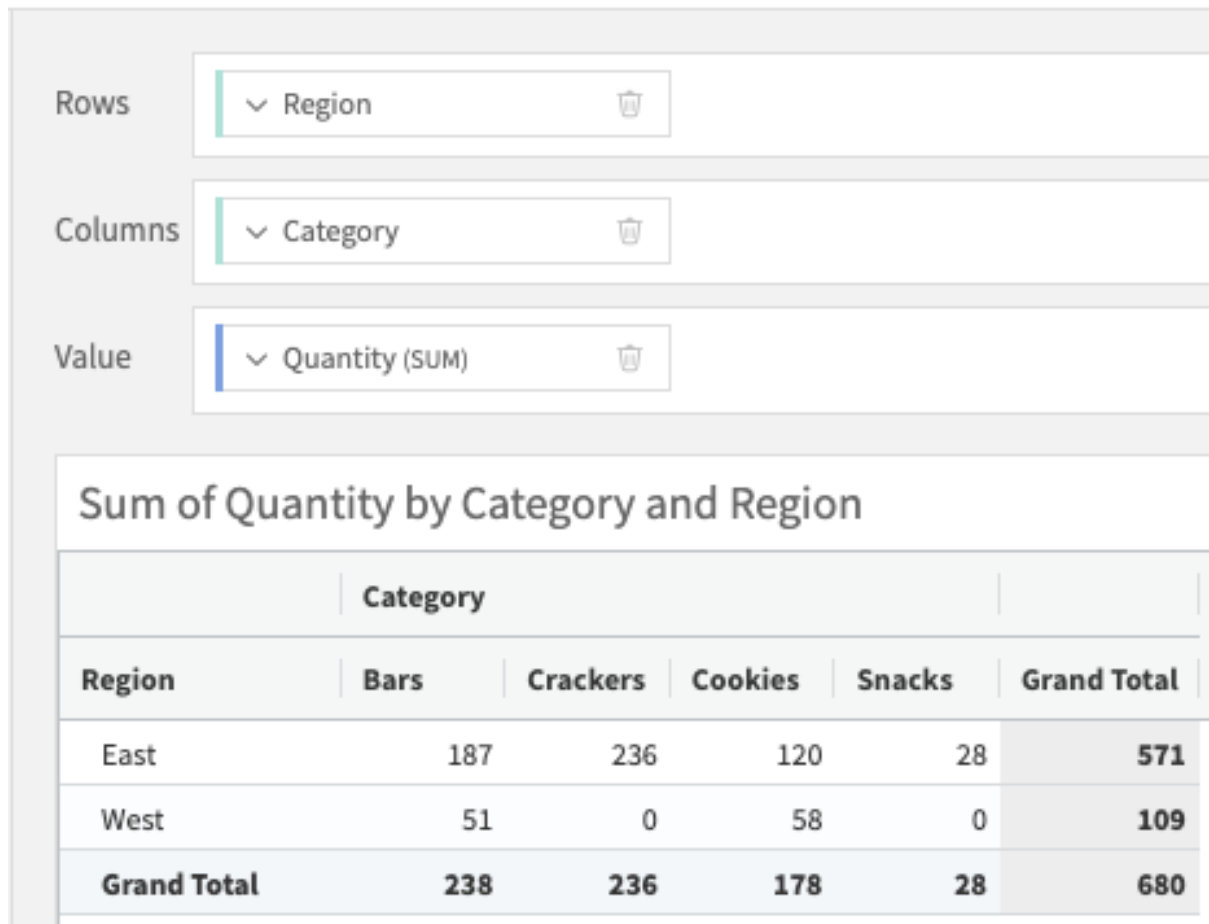 Rows Region
Columns Category
Value Quantity (SUM)
Sum of Quantity by Category and Region
Category
Region Bars Crackers Cookies Snacks Grand Total
East 187 236 120 28 571
West 51 0 58 0 109
Grand Total 238 236 178 28 680